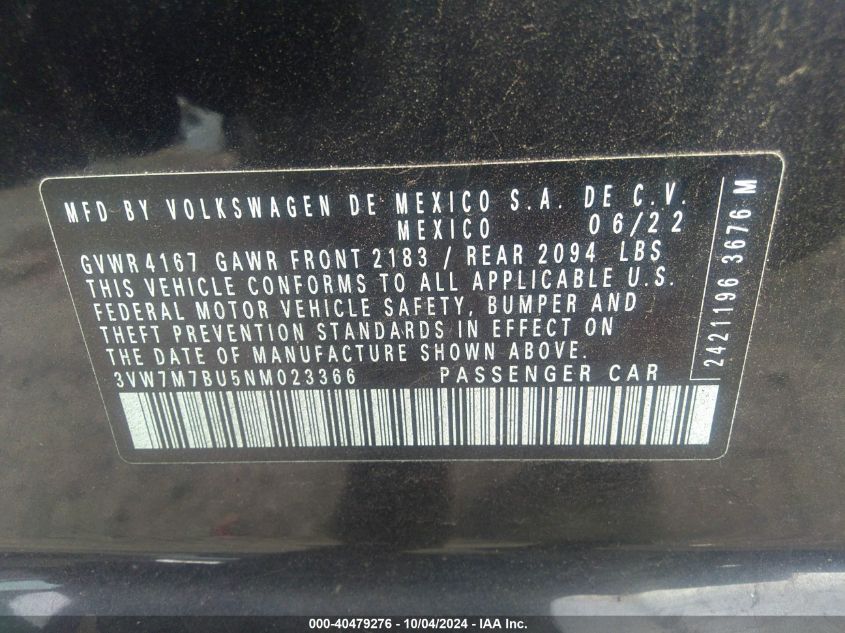 MFD BY VOLKSWAGEN DE MEXICO S.A. DE C.V.
MEXICO 06/22
GVWR 4167 GAWR FRONT 2183 / REAR 2094 LBS
THIS VEHICLE CONFORMS TO ALL APPLICABLE U.S.
FEDERAL MOTOR VEHICLE SAFETY, BUMPER AND
THEFT PREVENTION STANDARDS IN EFFECT ON
THE DATE OF MANUFACTURE SHOWN ABOVE.
3VW7M7BU5NM023366 PASSENGER CAR
2421196 3676 M
000-40479276 - 10/04/2024 - IAA Inc.